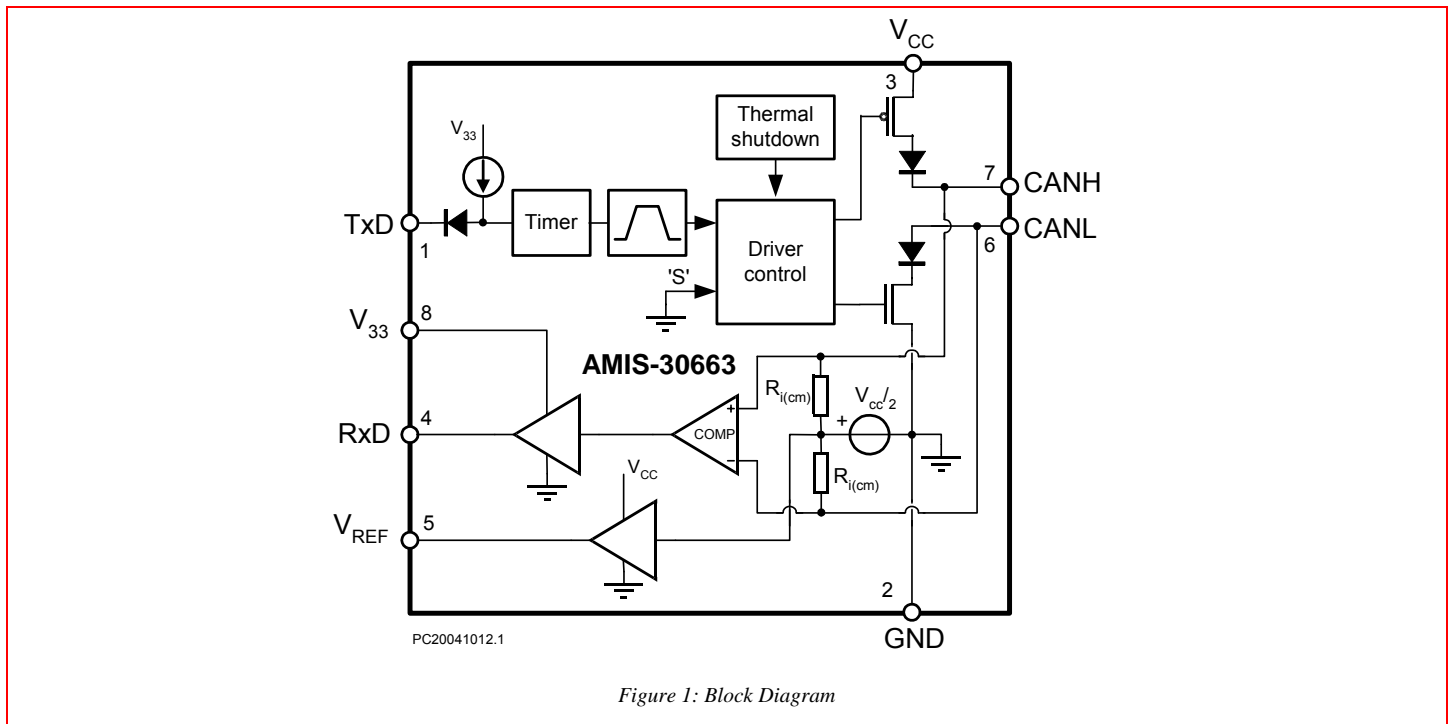 VCC
3
Thermal
shutdown
V33
7
CANH
TxD
1
Timer
Driver
control
6
CANL
'S'
V33
8
AMIS-30663
Ri(cm)
Vcc/2
+
+
COMP
−
RxD
4
Ri(cm)
VCC
VREF
5
2
GND
PC20041012.1
Figure 1: Block Diagram